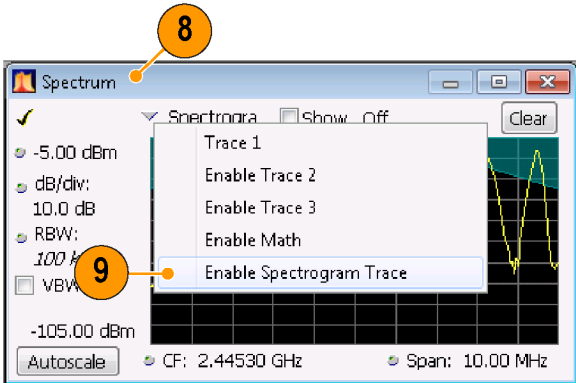 8
Spectrum
Spectrogra Show Off Clear
Trace 1
-5.00 dBm
Enable Trace 2
dB/div:
10.0 dB
Enable Trace 3
RBW:
Enable Math
100
9
Enable Spectrogram Trace
VBW
-105.00 dBm
Autoscale CF: 2.44530 GHz Span: 10.00 MHz